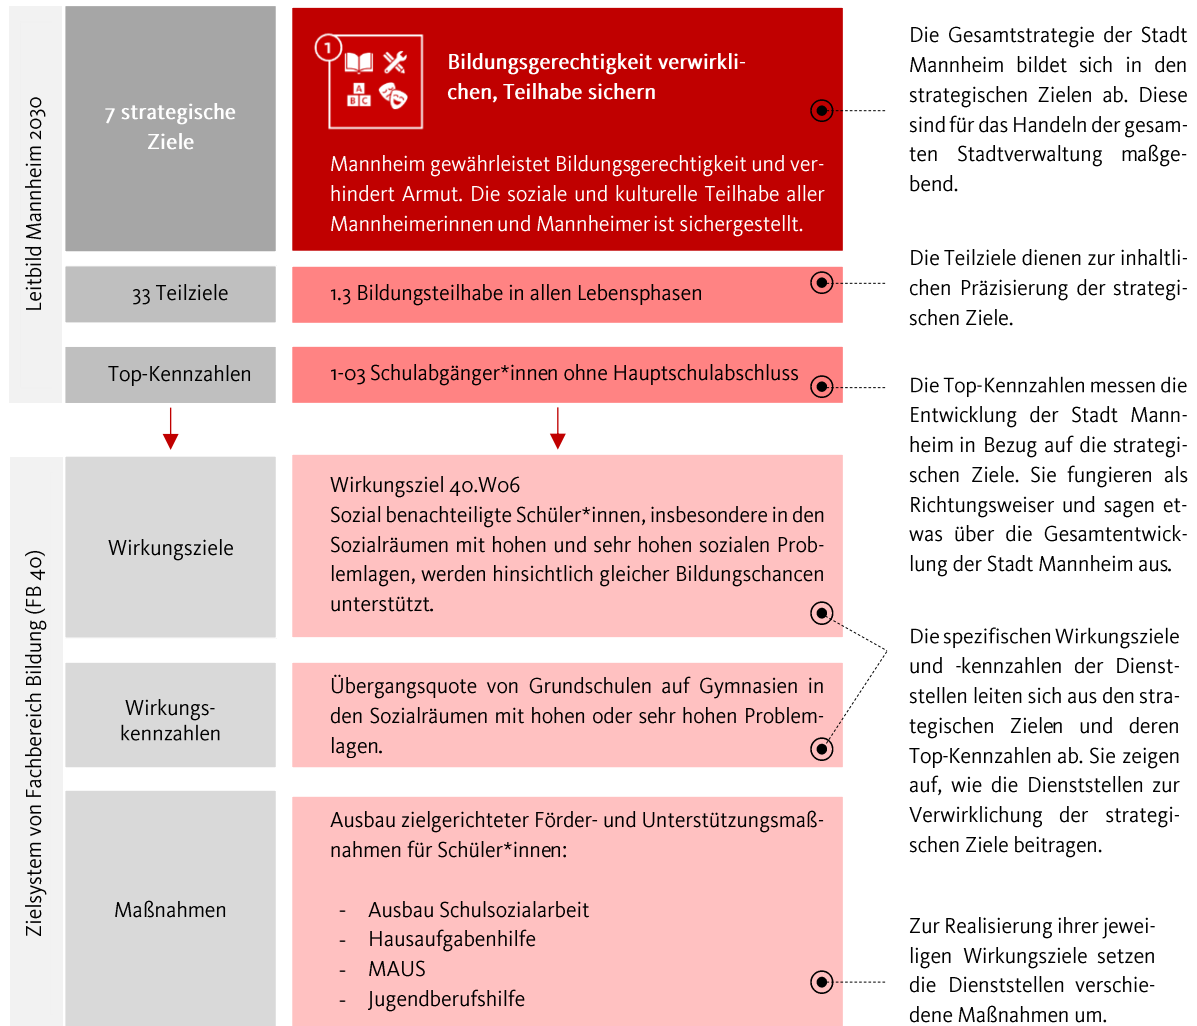 Leitbild Mannheim 2030
7 strategische
Ziele
1
A
B C
Bildungsgerechtigkeit verwirkli-
chen, Teilhabe sichern
Mannheim gewährleistet Bildungsgerechtigkeit und ver-
hindert Armut. Die soziale und kulturelle Teilhabe aller
Mannheimerinnen und Mannheimer ist sichergestellt.
Die Gesamtstrategie der Stadt
Mannheim bildet sich in den
strategischen Zielen ab. Diese
sind für das Handeln der gesam-
ten Stadtverwaltung maßge-
bend.
33 Teilziele
1.3 Bildungsteilhabe in allen Lebensphasen
Die Teilziele dienen zur inhaltli-
chen Präzisierung der strategi-
schen Ziele.
Top-Kennzahlen
1-03 Schulabgänger*innen ohne Hauptschulabschluss
Die Top-Kennzahlen messen die
Entwicklung der Stadt Mann-
heim in Bezug auf die strategi-
schen Ziele. Sie fungieren als
Richtungsweiser und sagen et-
was über die Gesamtentwick-
lung der Stadt Mannheim aus.
Zielsystem von Fachbereich Bildung (FB 40)
Wirkungsziele
Wirkungsziel 40.W06
Sozial benachteiligte Schüler*innen, insbesondere in den
Sozialräumen mit hohen und sehr hohen sozialen Prob-
lemlagen, werden hinsichtlich gleicher Bildungschancen
unterstützt.
Wirkungs-
kennzahlen
Übergangsquote von Grundschulen auf Gymnasien in
den Sozialräumen mit hohen oder sehr hohen Problem-
lagen.
Die spezifischen Wirkungsziele
und -kennzahlen der Dienst-
stellen leiten sich aus den stra-
tegischen Zielen und deren
Top-Kennzahlen ab. Sie zeigen
auf, wie die Dienststellen zur
Verwirklichung der strategi-
schen Ziele beitragen.
Maßnahmen
Ausbau zielgerichteter Förder- und Unterstützungsmaß-
nahmen für Schüler*innen:
- Ausbau Schulsozialarbeit
- Hausaufgabenhilfe
- MAUS
- Jugendberufshilfe
Zur Realisierung ihrer jewei-
ligen Wirkungsziele setzen
die Dienststellen verschie-
dene Maßnahmen um.